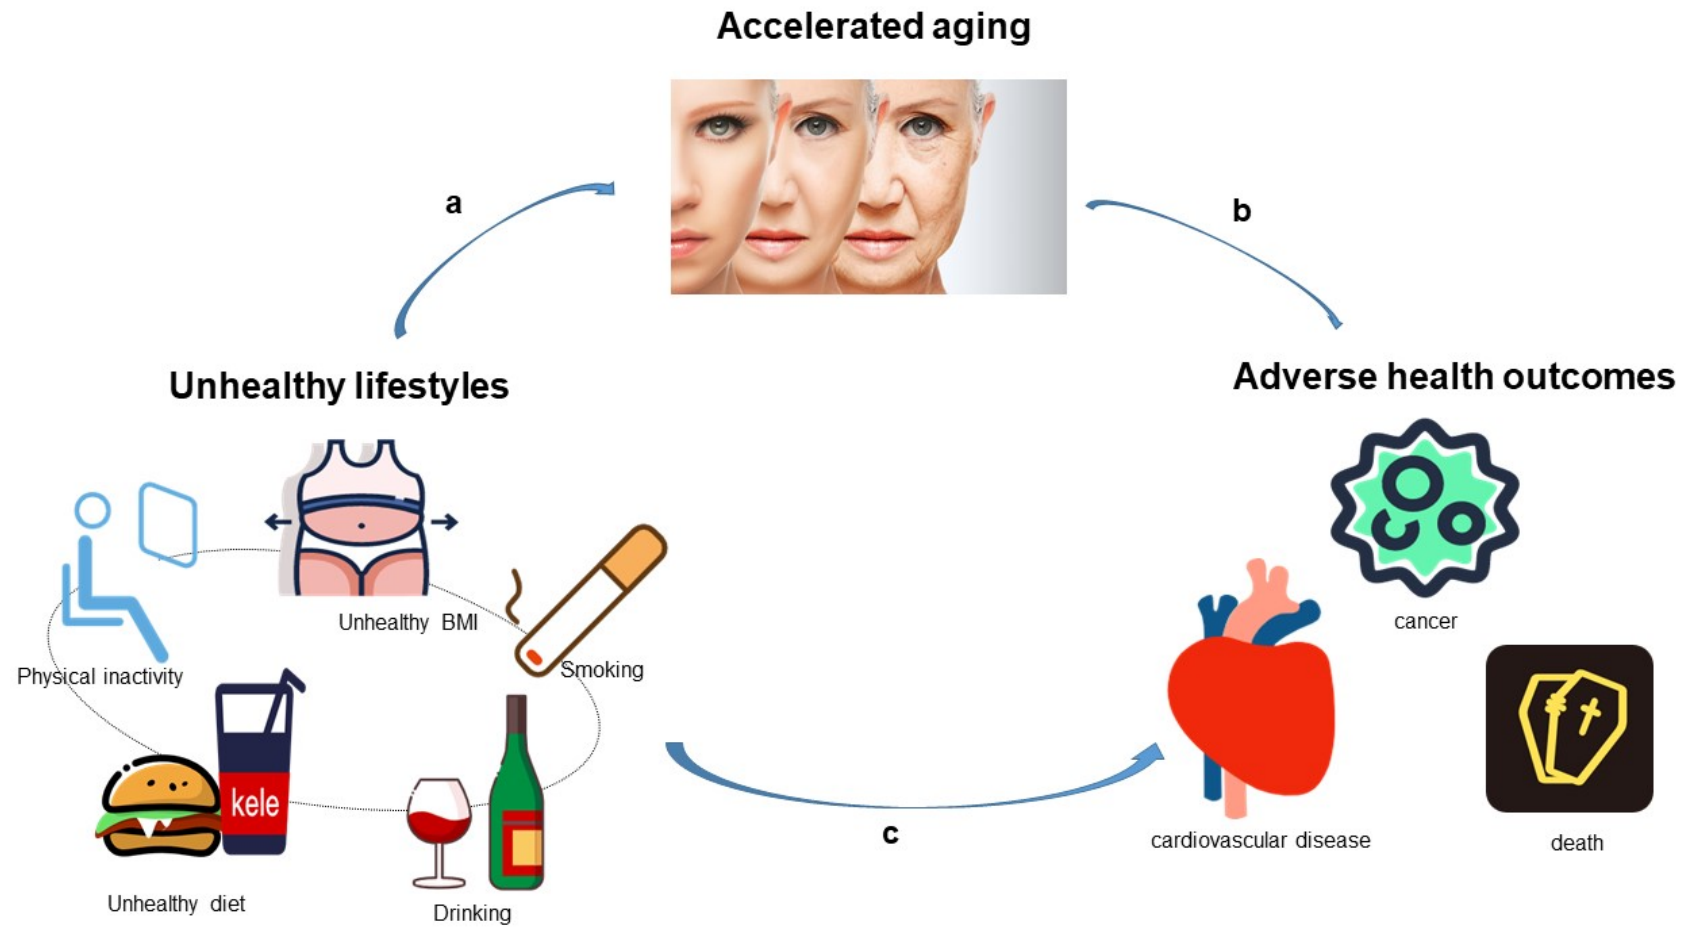 Accelerated aging
a
b
Unhealthy lifestyles
Adverse health outcomes
Unhealthy BMI
Smoking
Physical inactivity
kele
Unhealthy diet
Drinking
c
cancer
cardiovascular disease
death